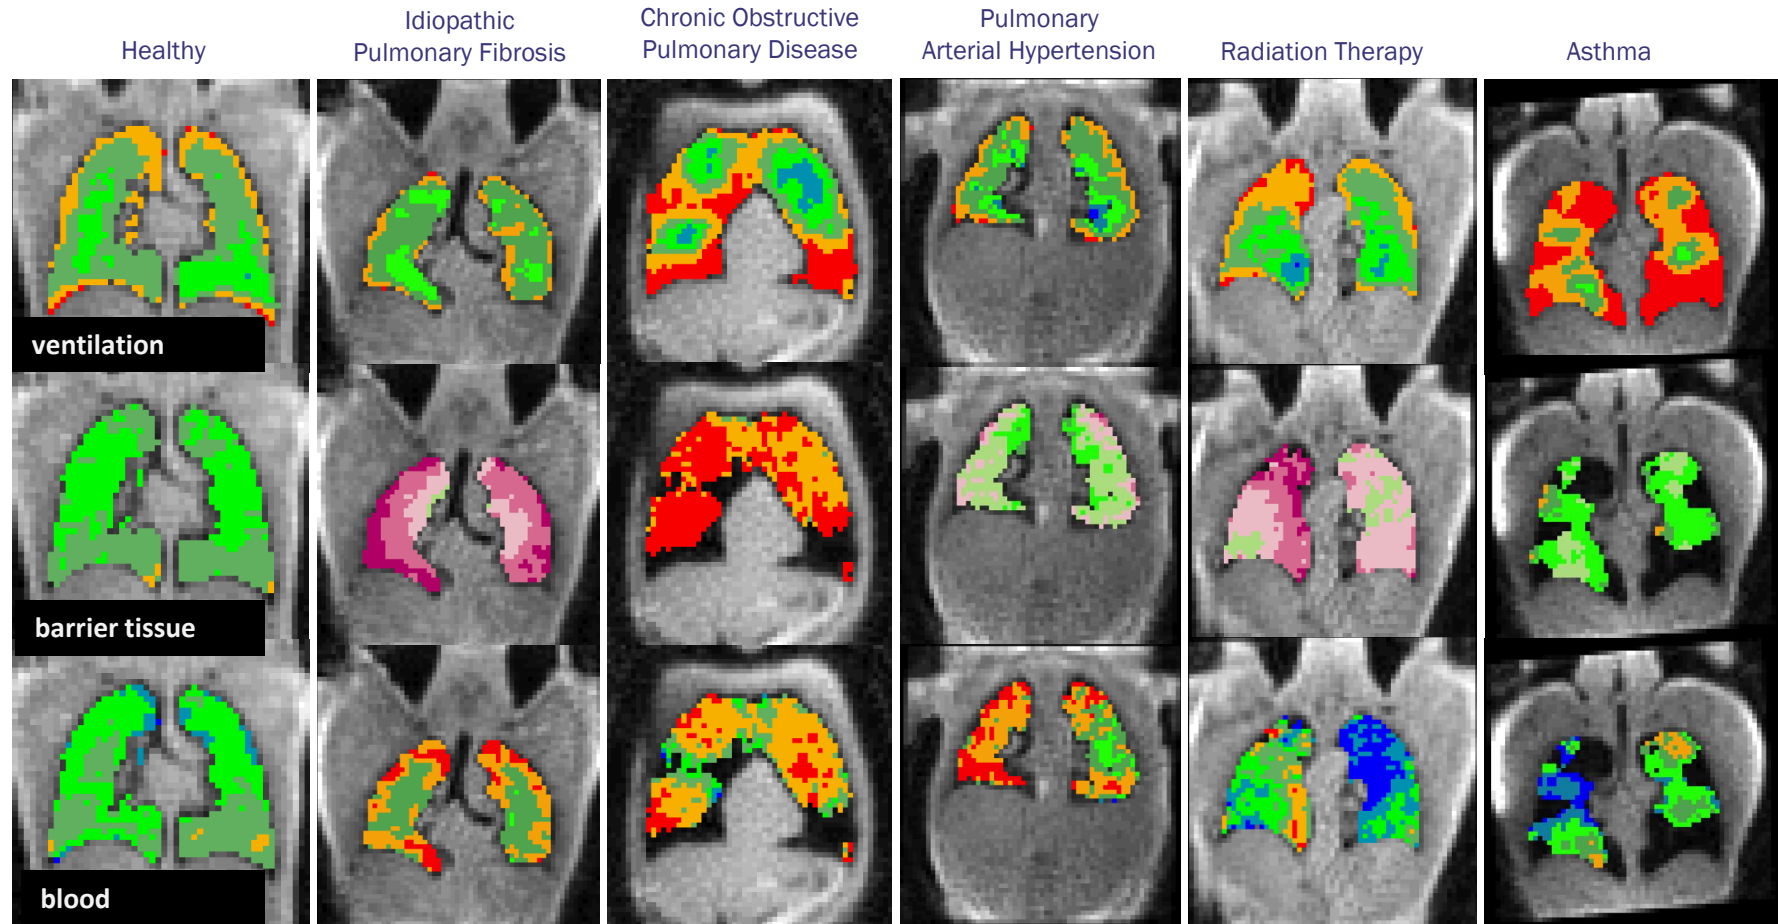 Healthy
Idiopathic
Pulmonary Fibrosis
Chronic Obstructive
Pulmonary Disease
Pulmonary
Arterial Hypertension
Radiation Therapy
Asthma
ventilation
barrier tissue
blood